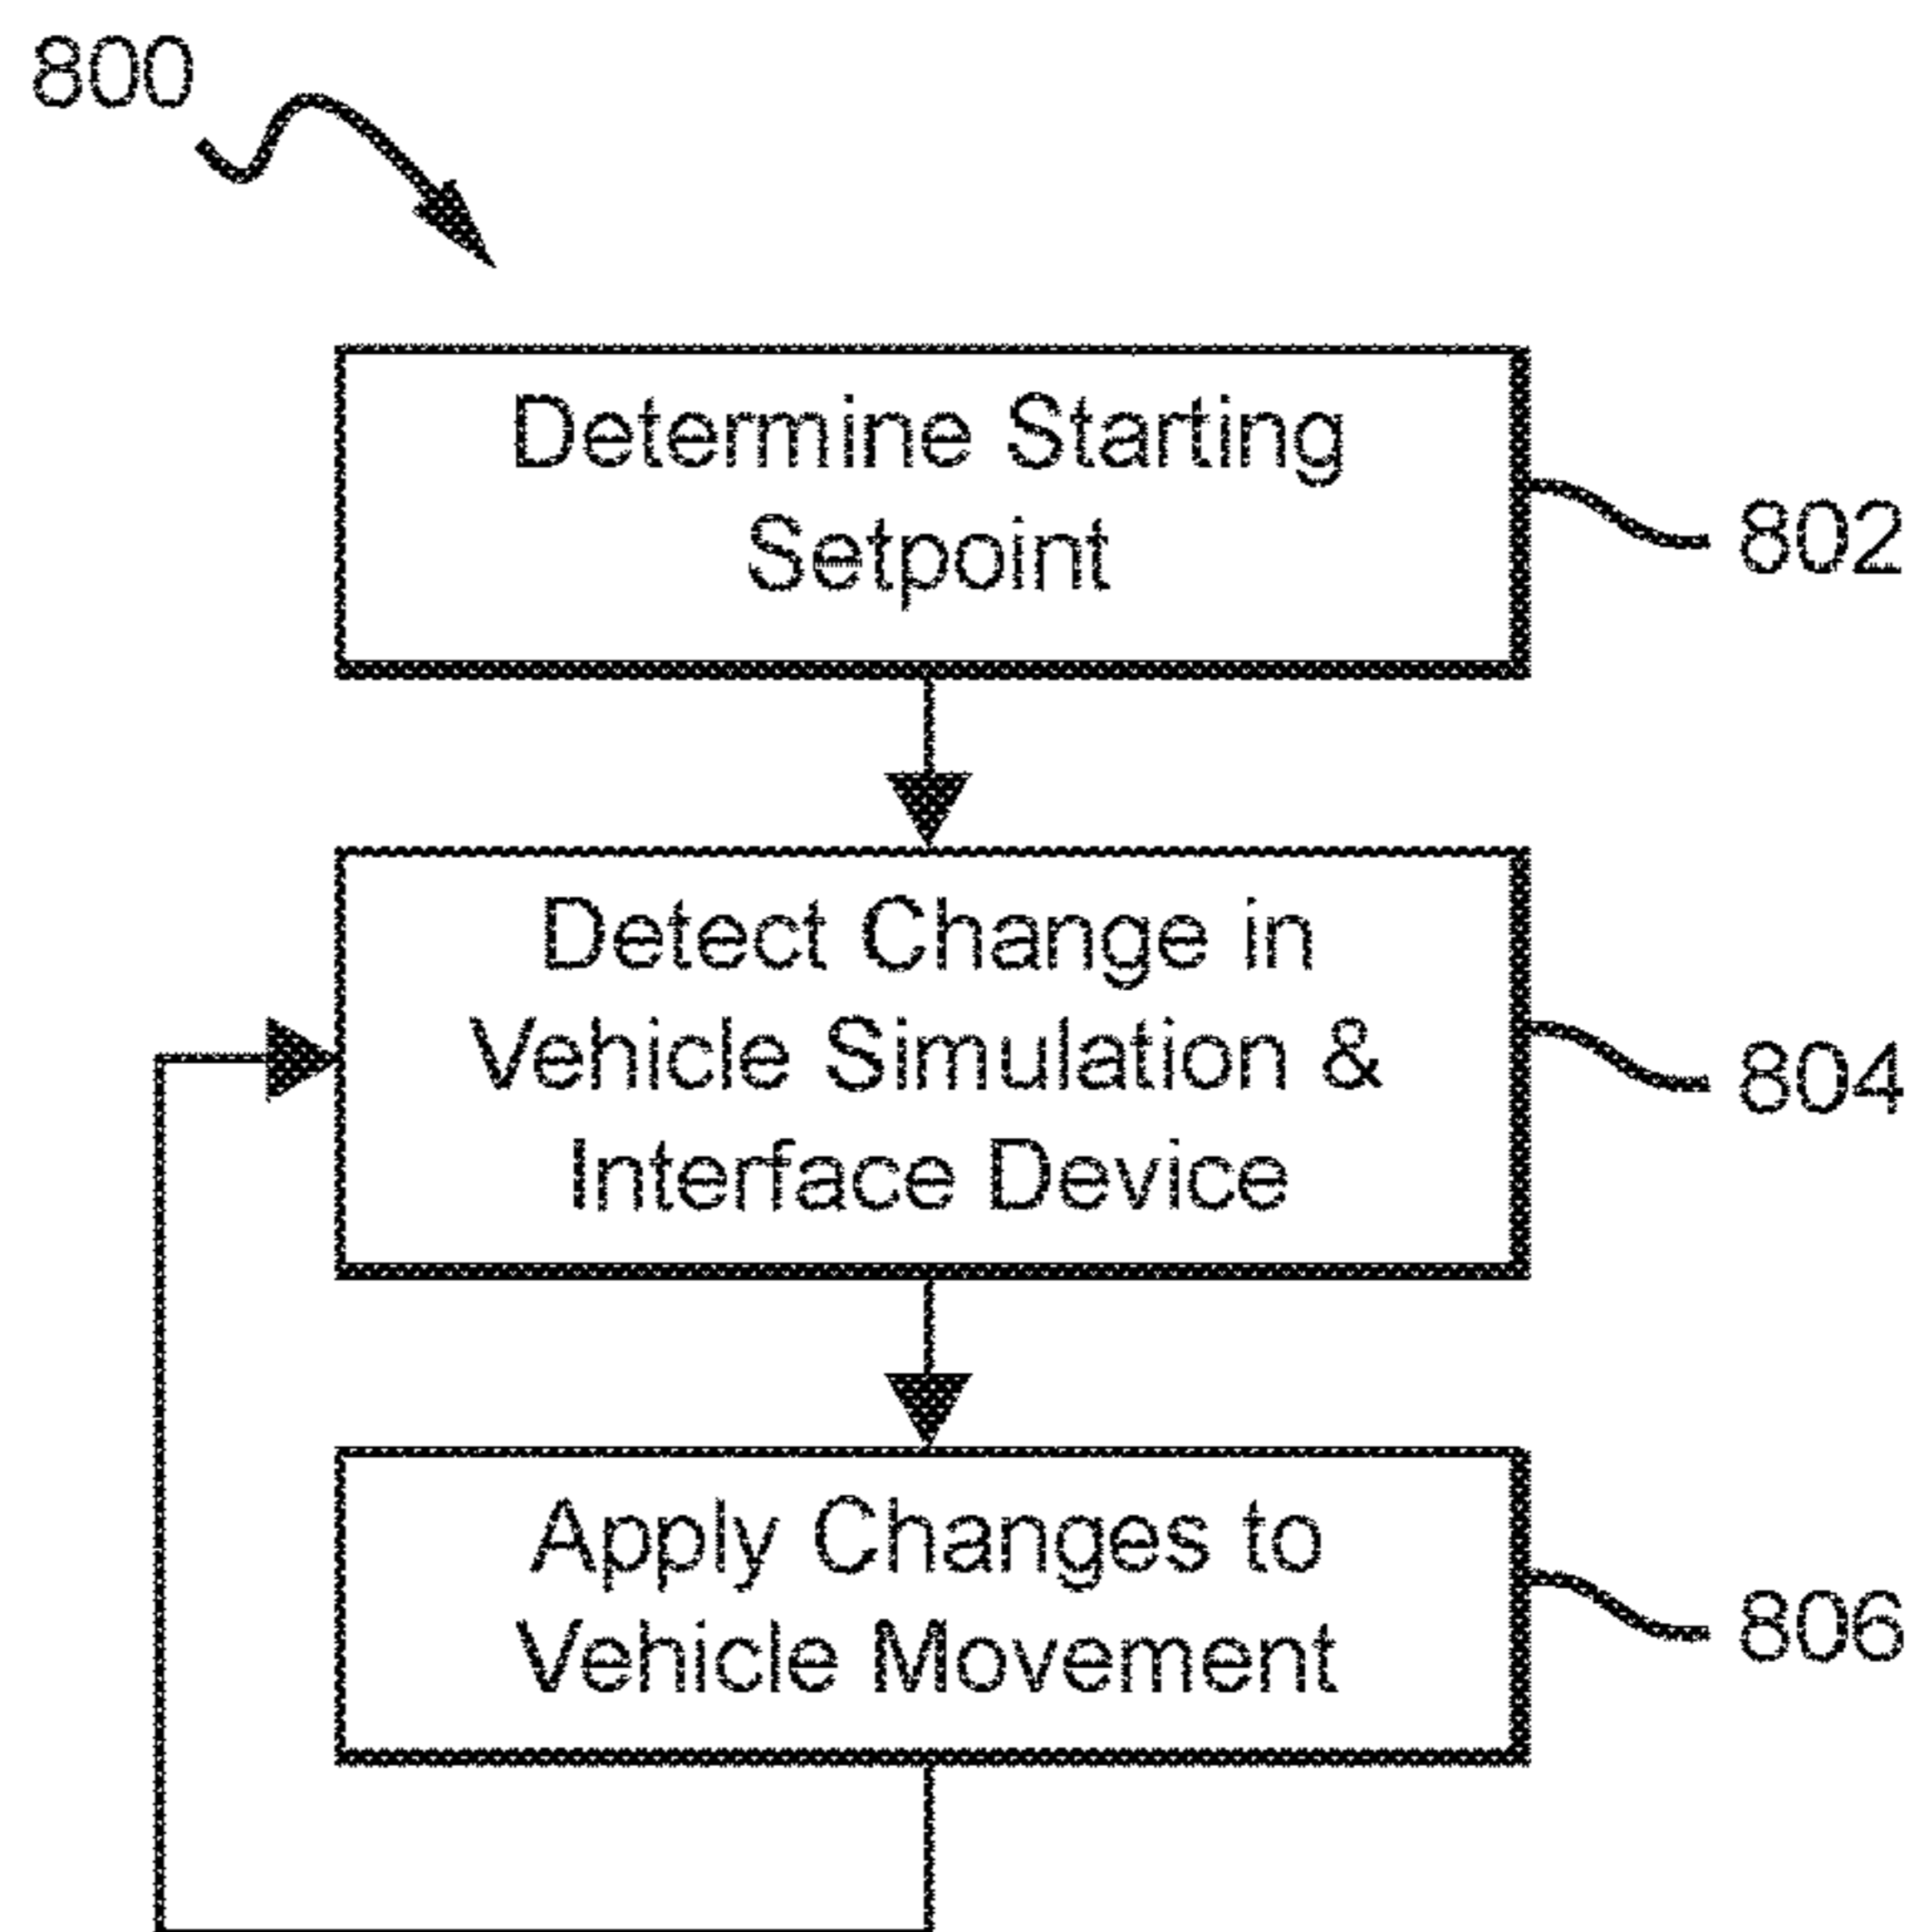 800
Determine Starting
Setpoint
802
Detect Change in
Vehicle Simulation &
Interface Device
804
Apply Changes to
Vehicle Movement
806